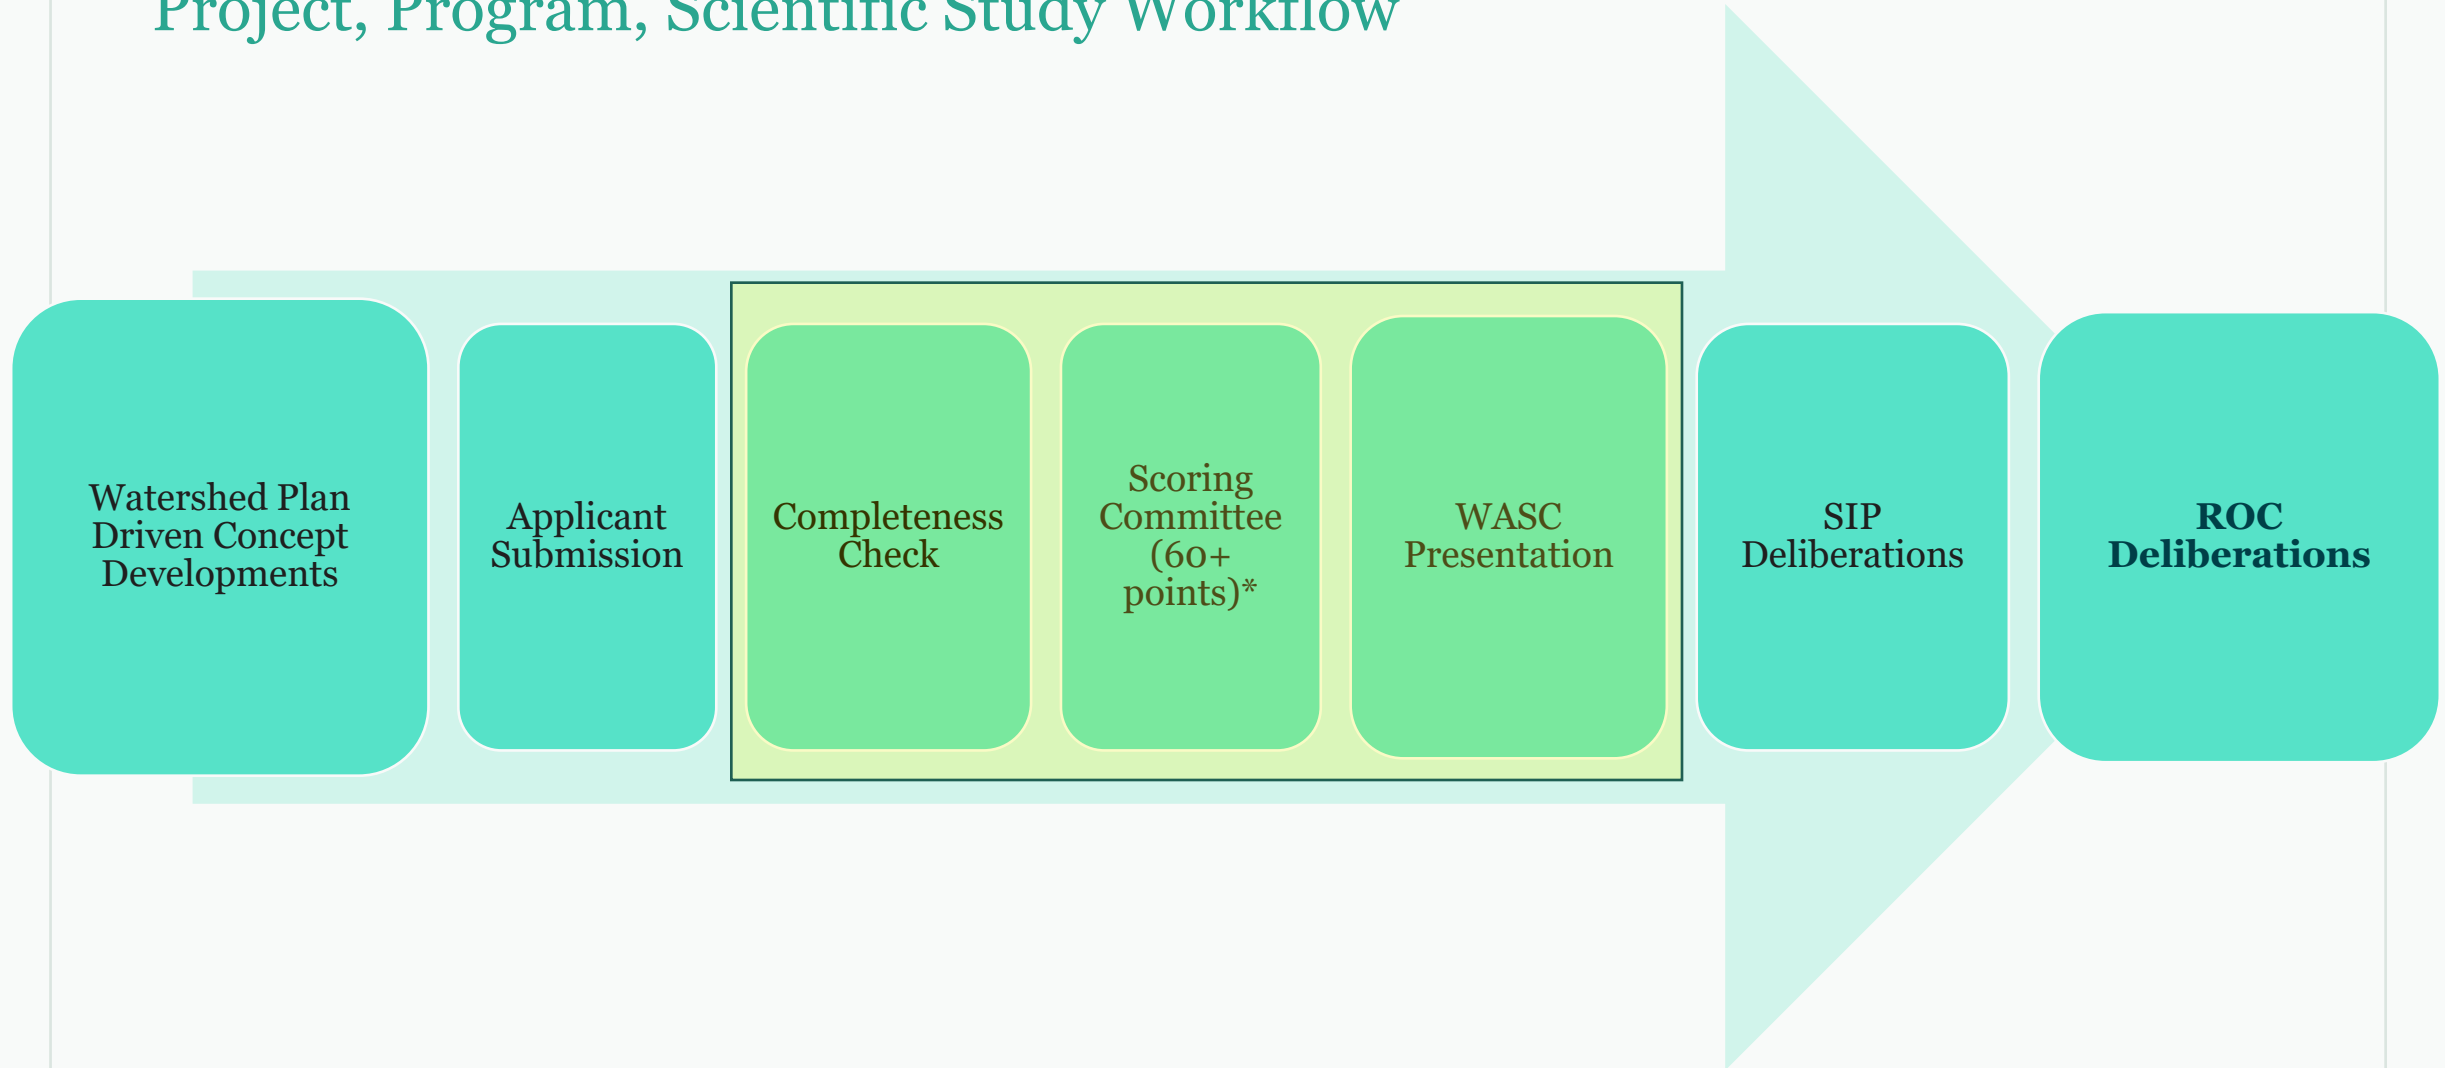 Project, Program, Scientific Study Workflow
Watershed Plan
Driven Concept
Developments
Applicant
Submission
Completeness
Check
Scoring
Committee
(60+
points)*
WASC
Presentation
SIP
Deliberations
ROC
Deliberations